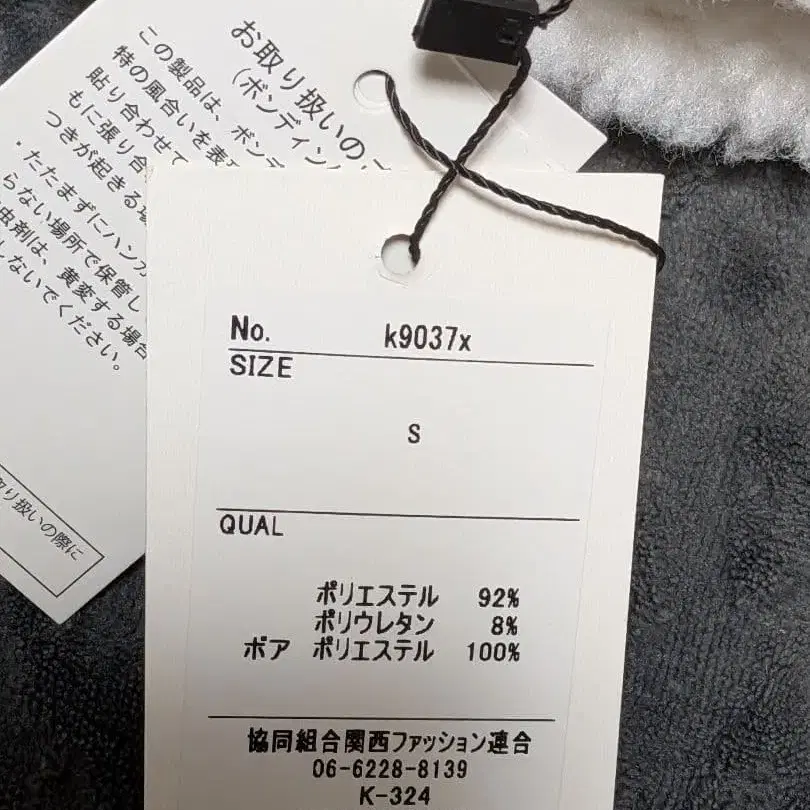 お取り扱いの
(ボンディン
この製品は、ボンデ
特の風合いを表
貼り合わせて
もに張り合
つきが起きる
・たたまずにハンガ
らない場所で保管し
虫剤は、黄変する場合
しないでください。
取り扱いの際に
No. k9037x
SIZE
S
QUAL
ポリエステル 92%
ポリウレタン 8%
ボア ポリエステル 100%
協同組合関西ファッション連合
06-6228-8139
K-324